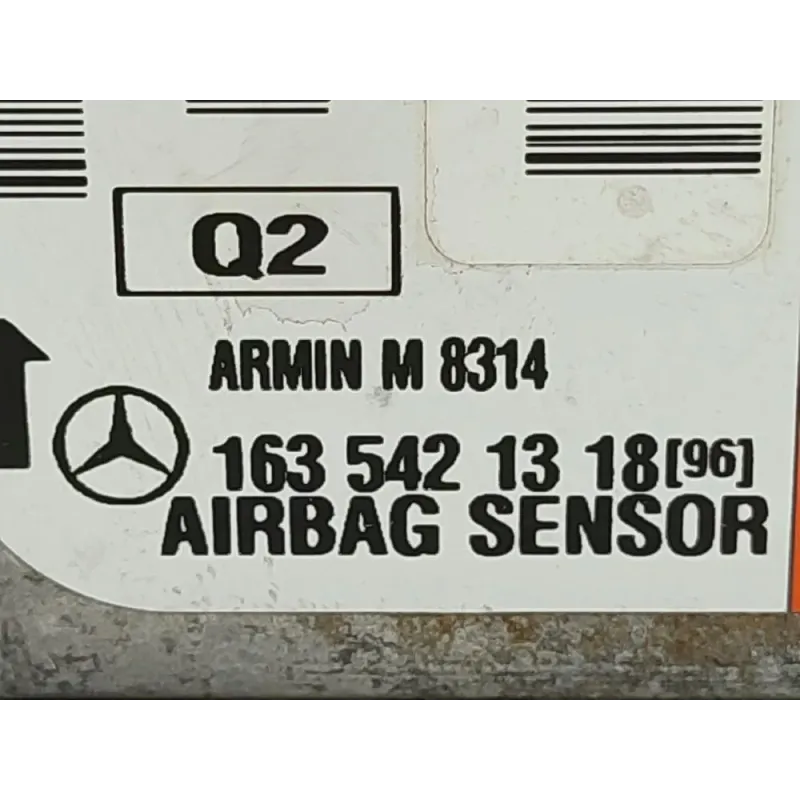 Q2
ARMIN M 8314
163 542 13 18 [96]
AIRBAG SENSOR